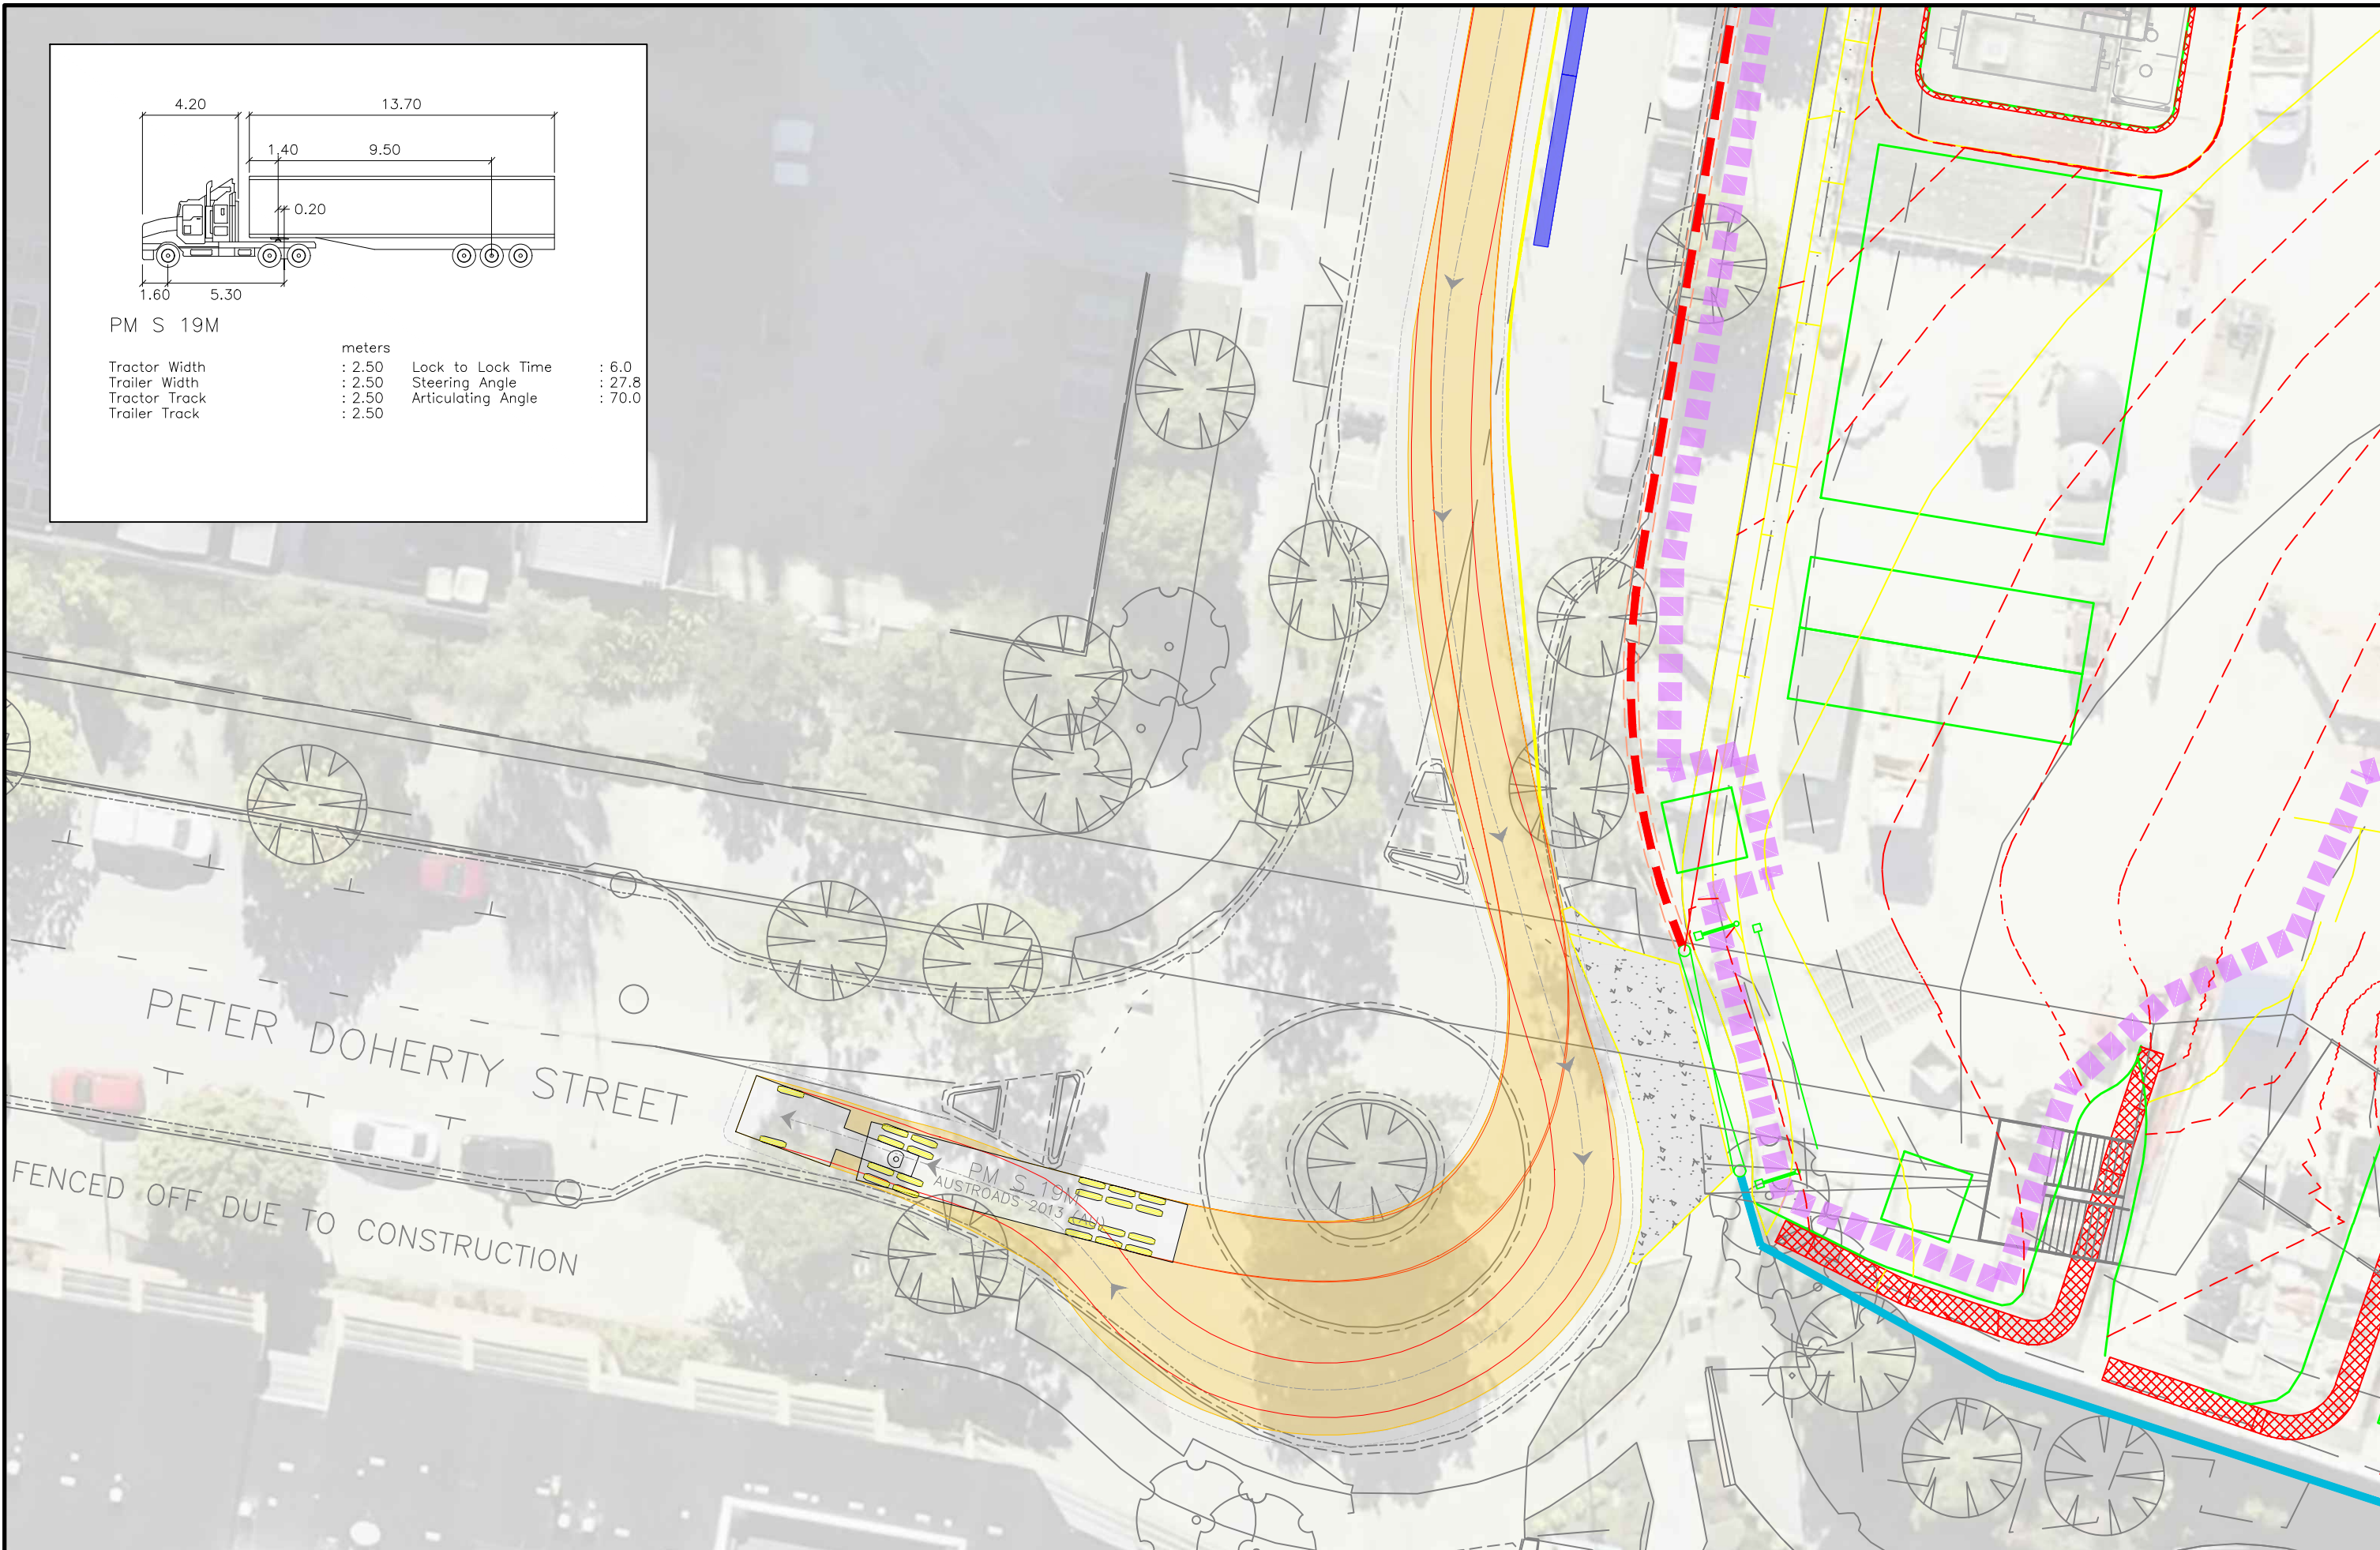 4.20 13.70
1.40 9.50
0.20
1.60 5.30
PM S 19M
meters
Tractor Width : 2.50 Lock to Lock Time : 6.0
Trailer Width : 2.50 Steering Angle : 27.8
Tractor Track : 2.50 Articulating Angle : 70.0
Trailer Track : 2.50
PETER DOHERTY STREET
FENCED OFF DUE TO CONSTRUCTION
PM S 19M
AUSTROADS 2013 (AU)